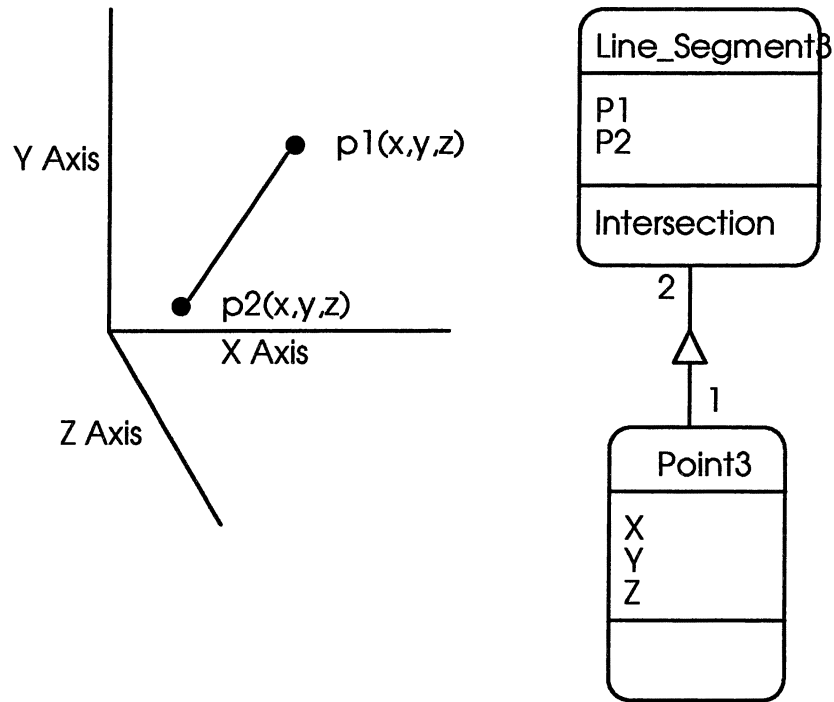 Y Axis
p1(x,y,z)
p2(x,y,z)
X Axis
Z Axis
Line_Segment3
P1
P2
Intersection
2
1
Point3
X
Y
Z